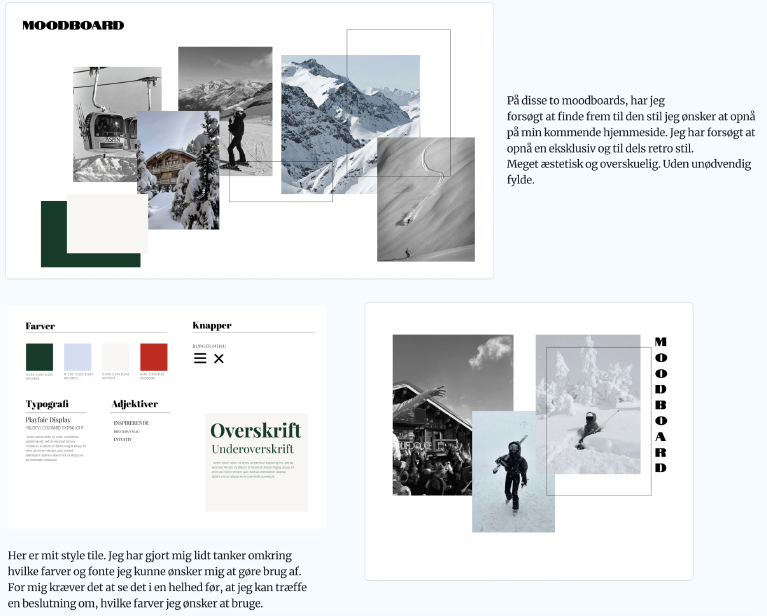 MOODBOARD
På disse to moodboards, har jeg
forsøgt at finde frem til den stil jeg ønsker at opnå
på min kommende hjemmeside. Jeg har forsøgt at
opnå en eksklusiv og til dels retro stil.
Meget æstetisk og overskuelig. Uden unødvendig
fylde.
Farver
Knapper
BURGER MENU
Typografi
Adjektiver
Playfair Display
INSPIRERENDE
BRUGERVENLIG
INTUITIV
Overskrift
Underoverskrift
MOODBOARD
Her er mit style tile. Jeg har gjort mig lidt tanker omkring
hvilke farver og fonte jeg kunne ønsker mig at gøre brug af.
For mig kræver det at se det i en helhed før, at jeg kan træffe
en beslutning om, hvilke farver jeg ønsker at bruge.